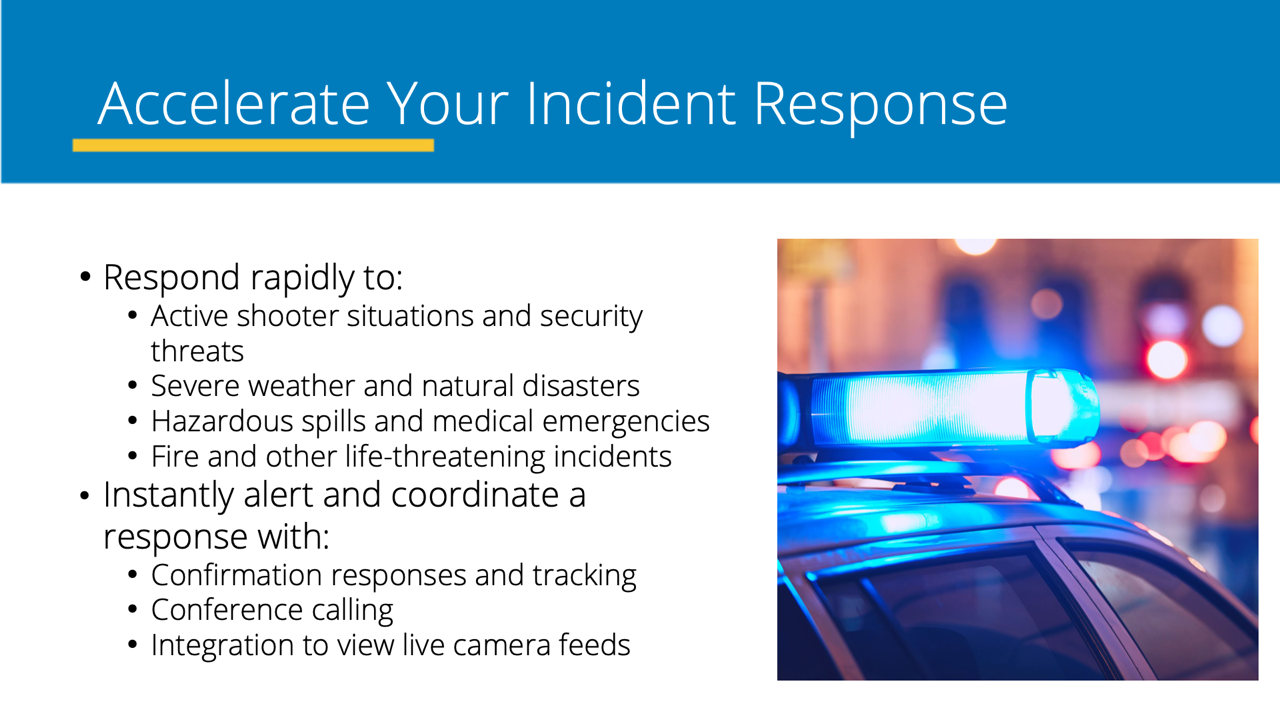 Accelerate Your Incident Response
• Respond rapidly to:
• Active shooter situations and security
threats
• Severe weather and natural disasters
• Hazardous spills and medical emergencies
• Fire and other life-threatening incidents
• Instantly alert and coordinate a
response with:
• Confirmation responses and tracking
• Conference calling
• Integration to view live camera feeds